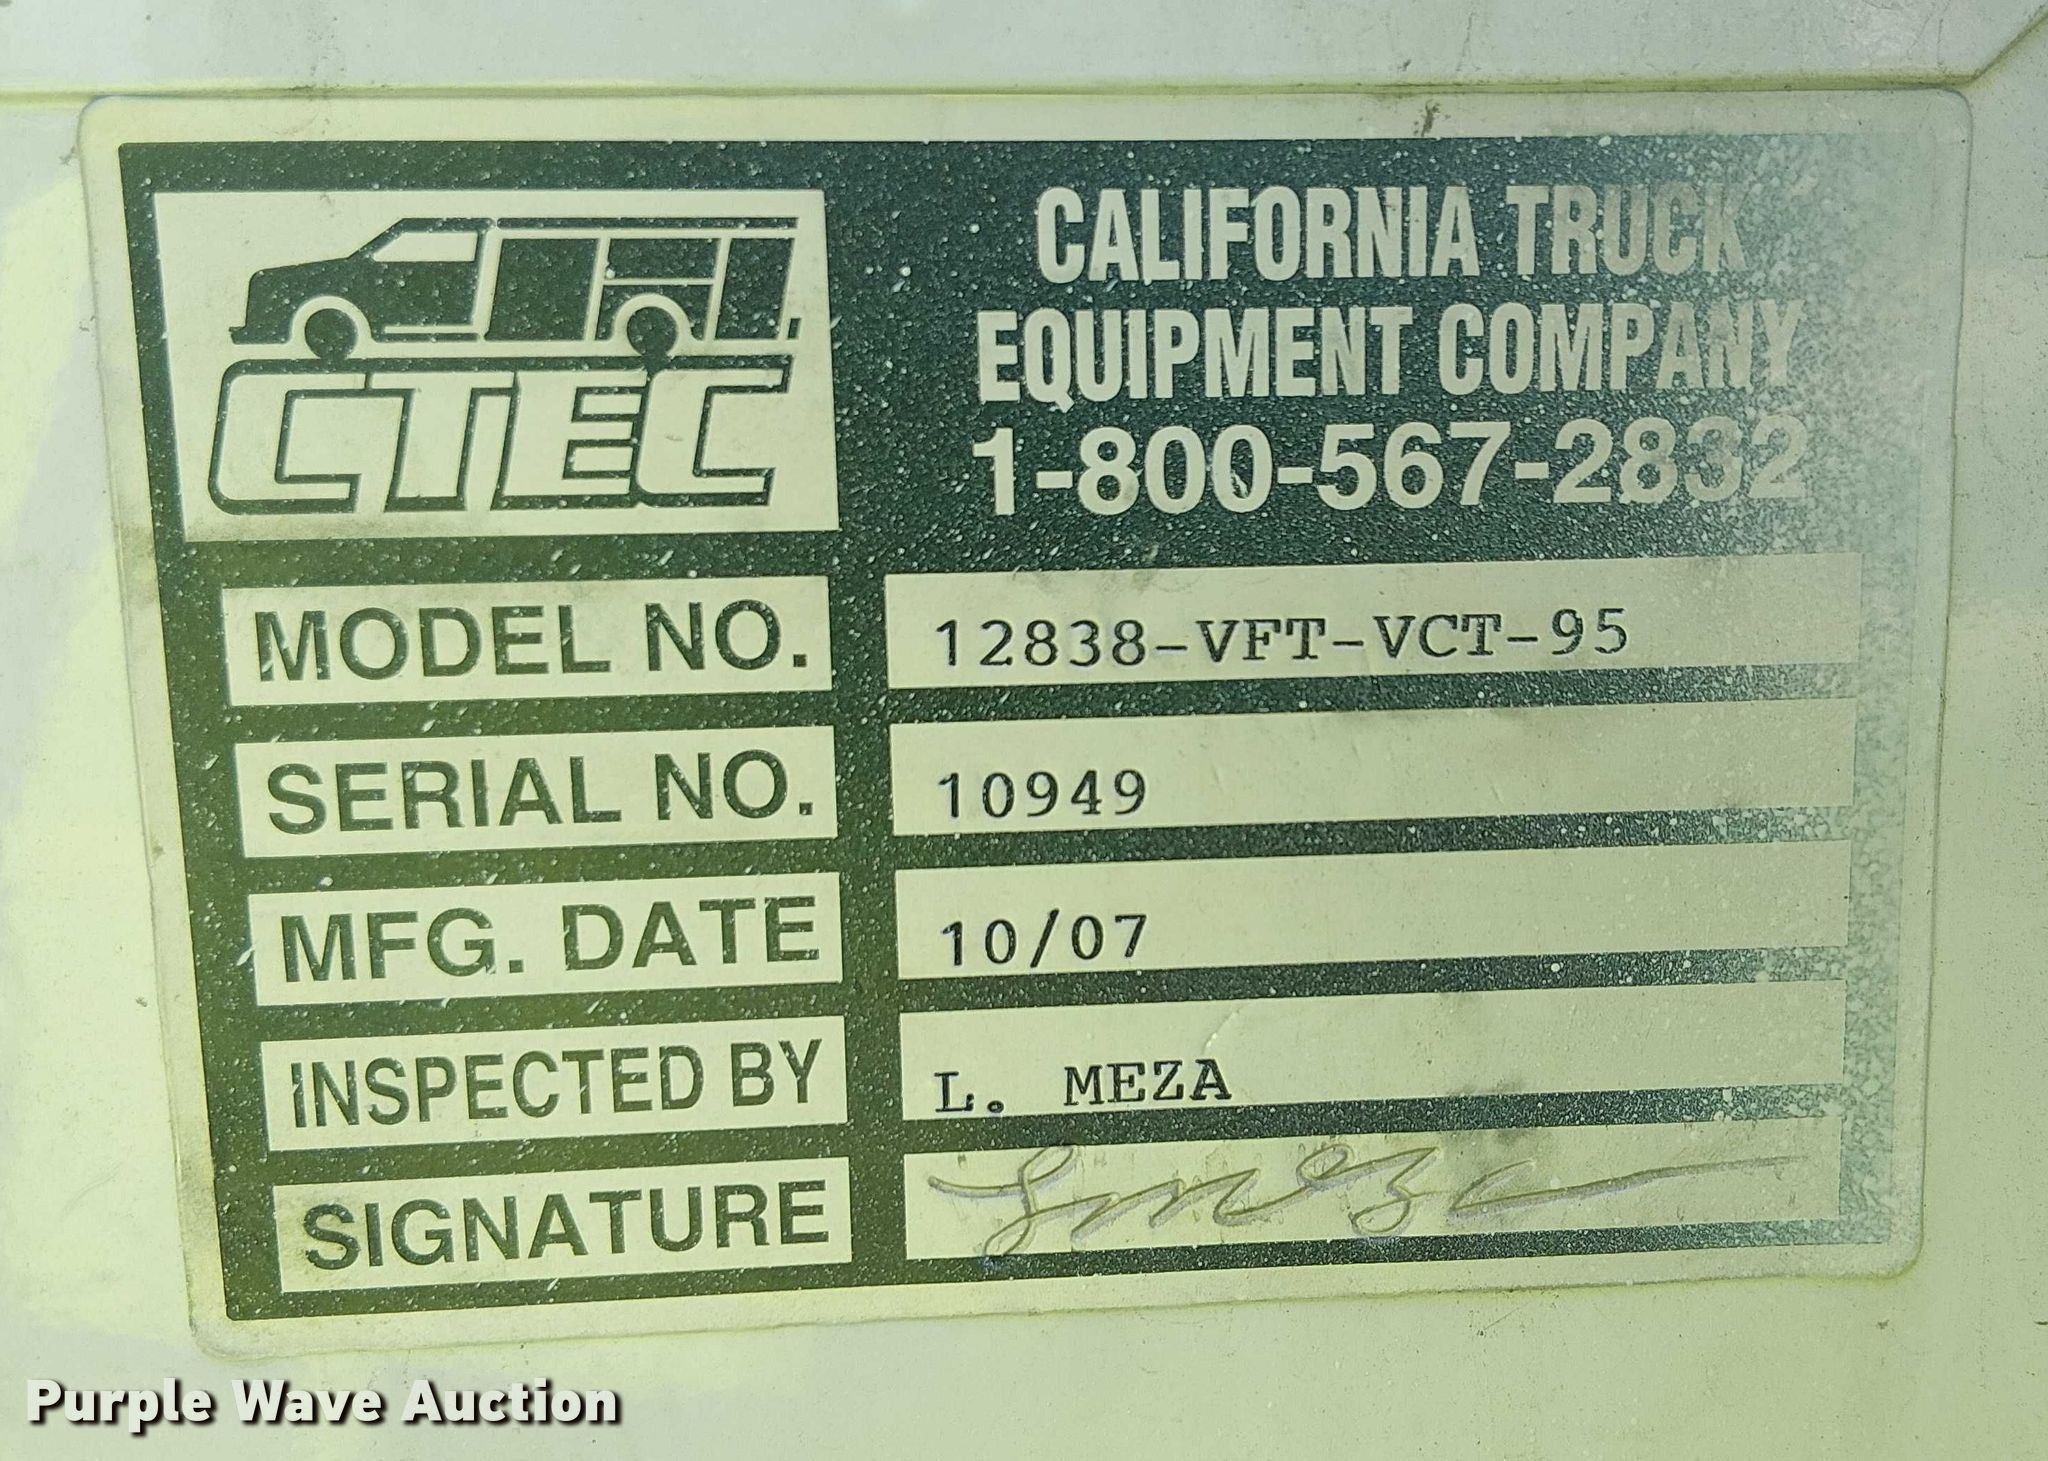 CTEC
CALIFORNIA TRUCK
EQUIPMENT COMPANY
1-800-567-2832
MODEL NO. 12838-VFT-VCT-95
SERIAL NO. 10949
MFG. DATE 10/07
INSPECTED BY L. MEZA
SIGNATURE L Meza
Purple Wave Auction